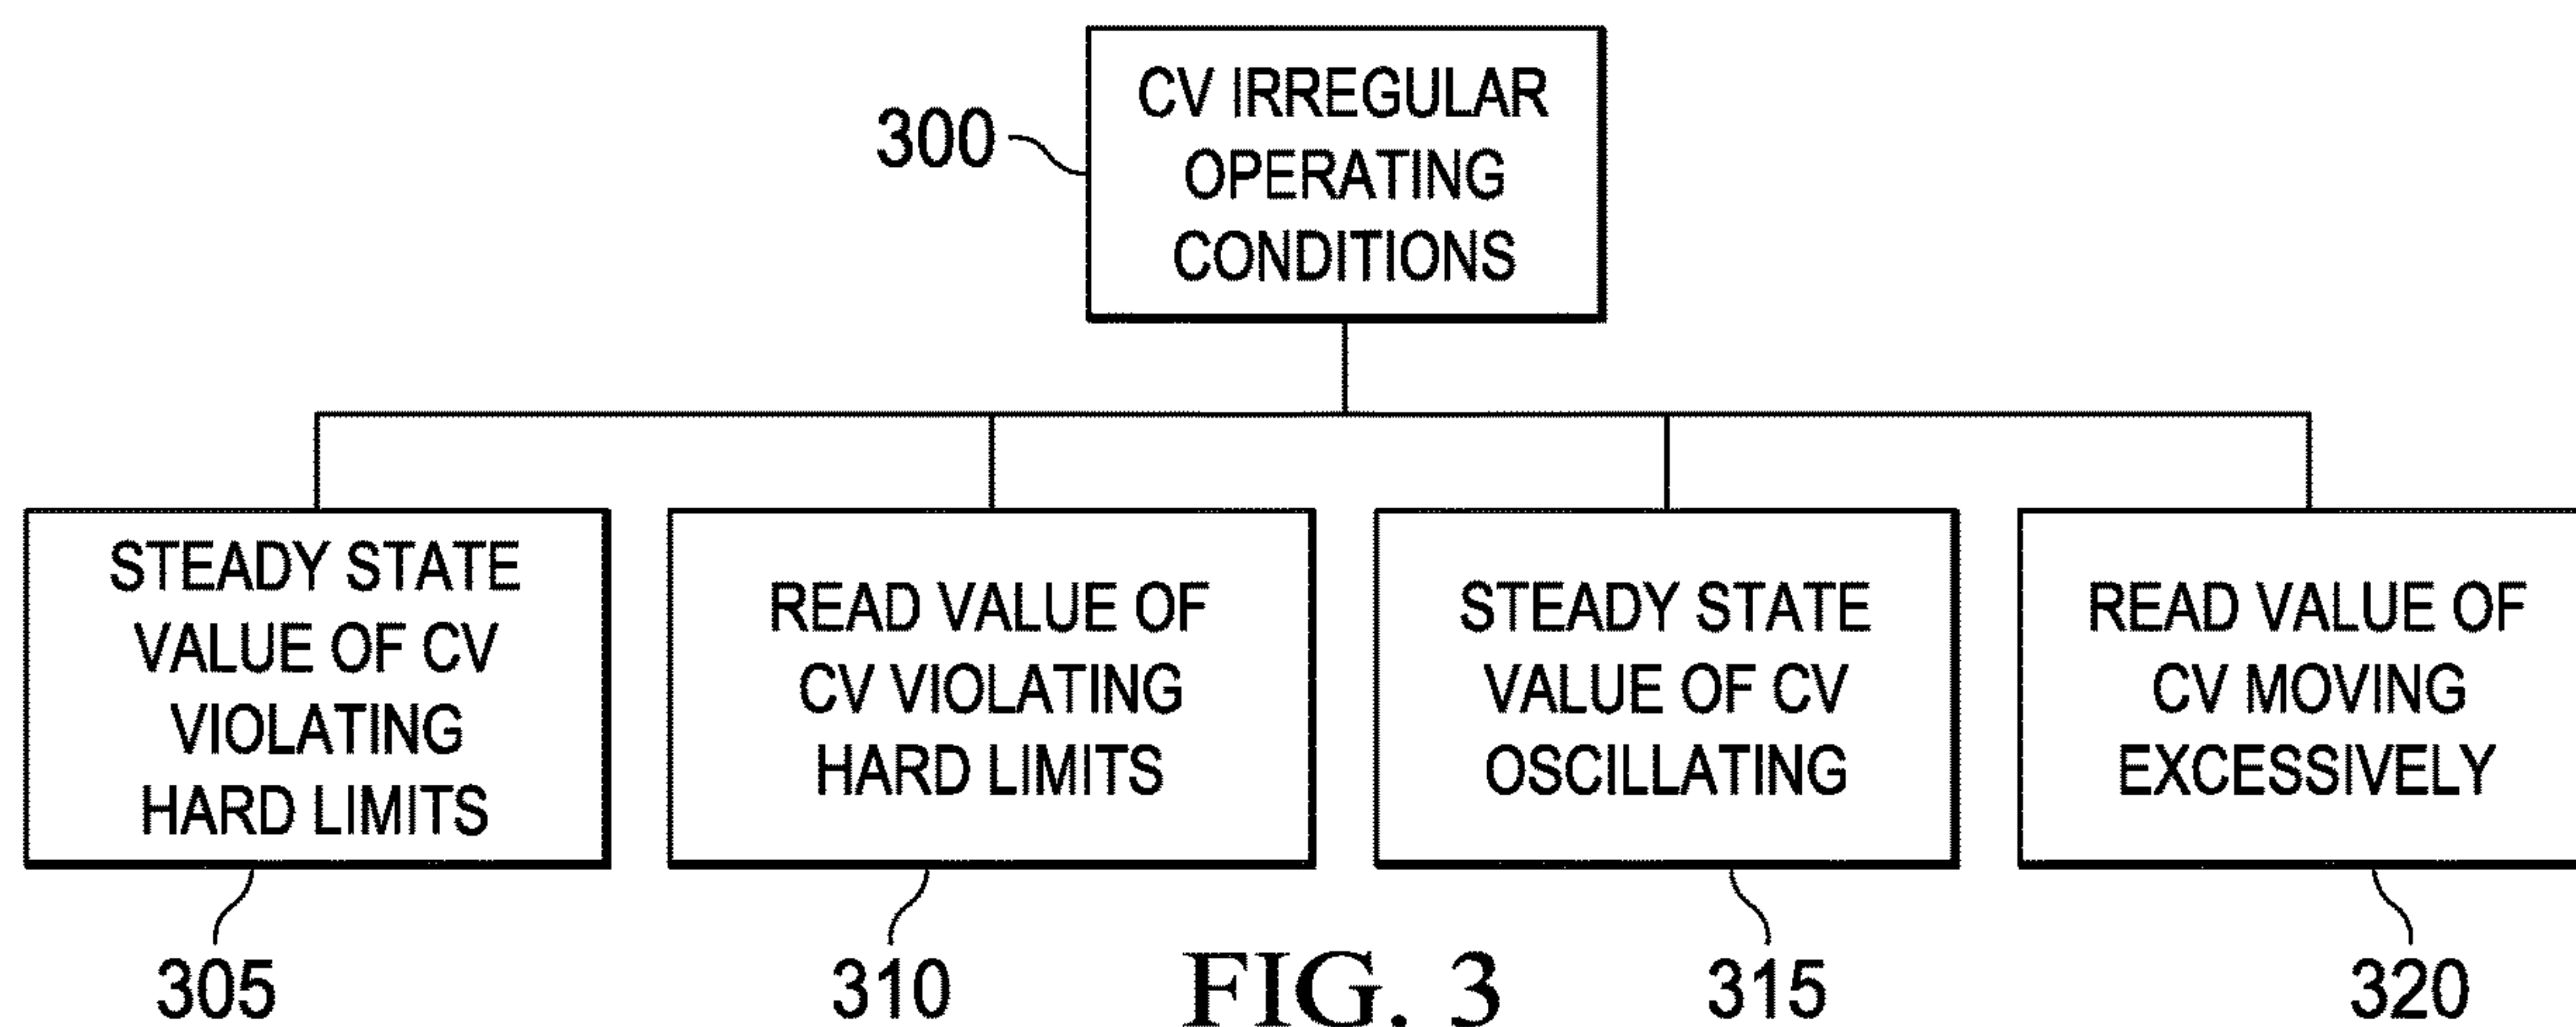 CV IRREGULAR
OPERATING
CONDITIONS
300
STEADY STATE
VALUE OF CV
VIOLATING
HARD LIMITS
READ VALUE OF
CV VIOLATING
HARD LIMITS
STEADY STATE
VALUE OF CV
OSCILLATING
READ VALUE OF
CV MOVING
EXCESSIVELY
305
310
FIG. 3
315
320